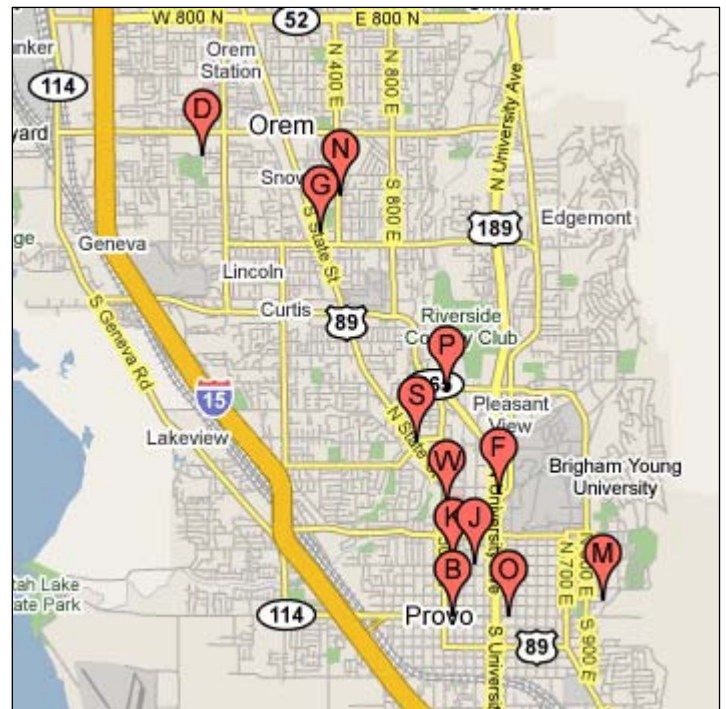 W 800 N
52
E 800 N
Orem
Station
114
N 400 E
N 800 E
N University Ave
D
Orem
N
G
S State St
S 800 E
189
Edgemont
Geneva
Lincoln
Curtis
89
Riverside
Country Club
S Geneva Rd
P
15
S
Pleasant
View
N State
Lakeview
W
F
Brigham Young
University
K
J
M
B
O
N 700 E
S 900 E
114
Provo
89
S Univers